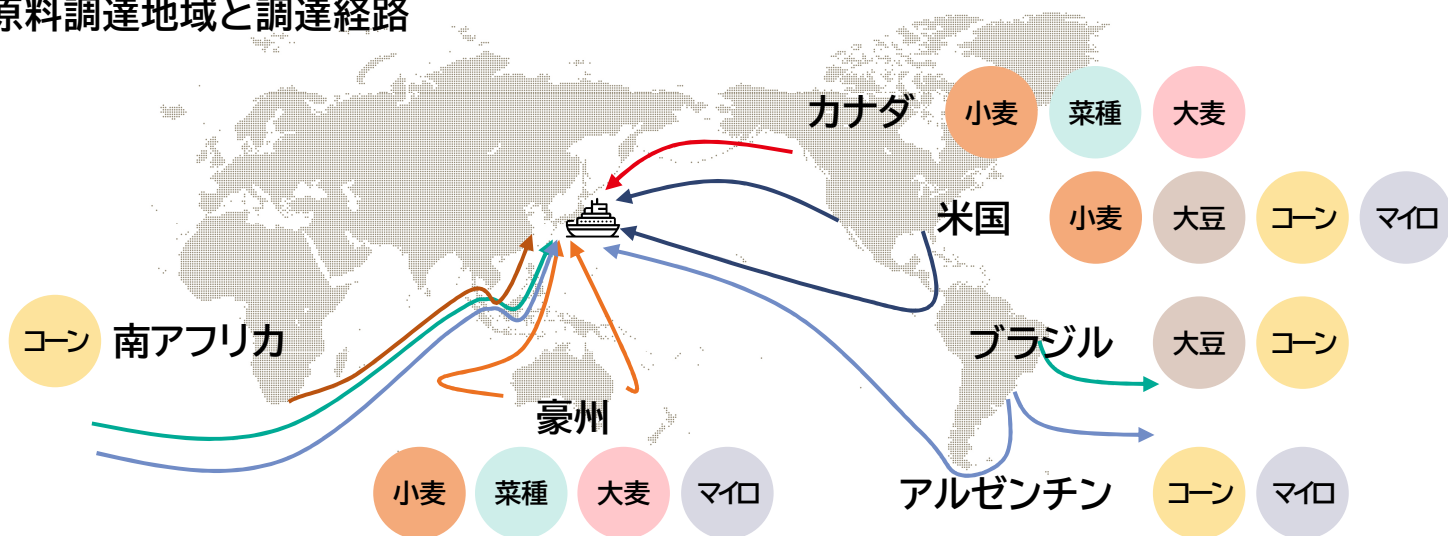 原料調達地域と調達経路
カナダ 小麦 菜種 大麦
米国 小麦 大豆 コーン マイロ
コーン 南アフリカ
ブラジル 大豆 コーン
豪州
小麦 菜種 大麦 マイロ
アルゼンチン コーン マイロ